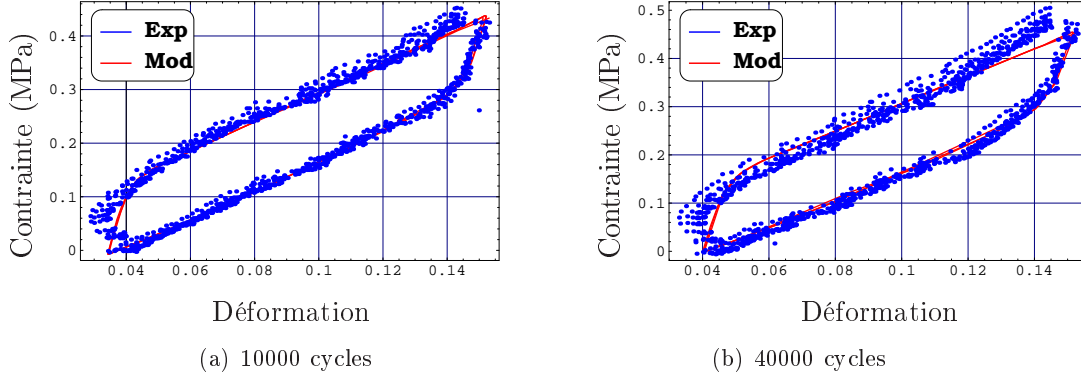 Exp
Mod
Contrainte (MPa)
0.4
0.3
0.2
0.1
0
0.04
0.06
0.08
0.1
0.12
0.14
Déformation
(a) 10000 cycles
Exp
Mod
Contrainte (MPa)
0.5
0.4
0.3
0.2
0.1
0
0.04
0.06
0.08
0.1
0.12
0.14
Déformation
(b) 40000 cycles